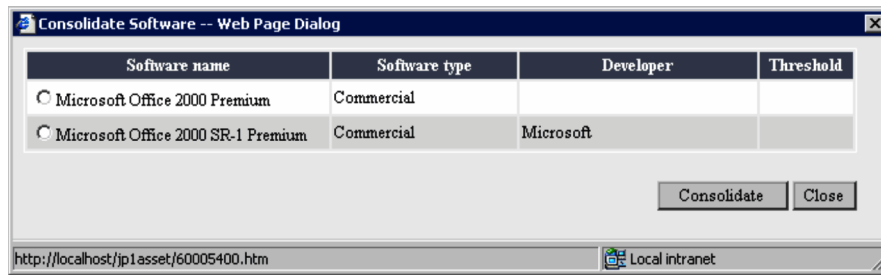 Consolidate Software -- Web Page Dialog
Software name Software type Developer Threshold
Microsoft Office 2000 Premium Commercial
Microsoft Office 2000 SR-1 Premium Commercial Microsoft
Consolidate Close
http://localhost/jp1asset/60005400.htm Local intranet